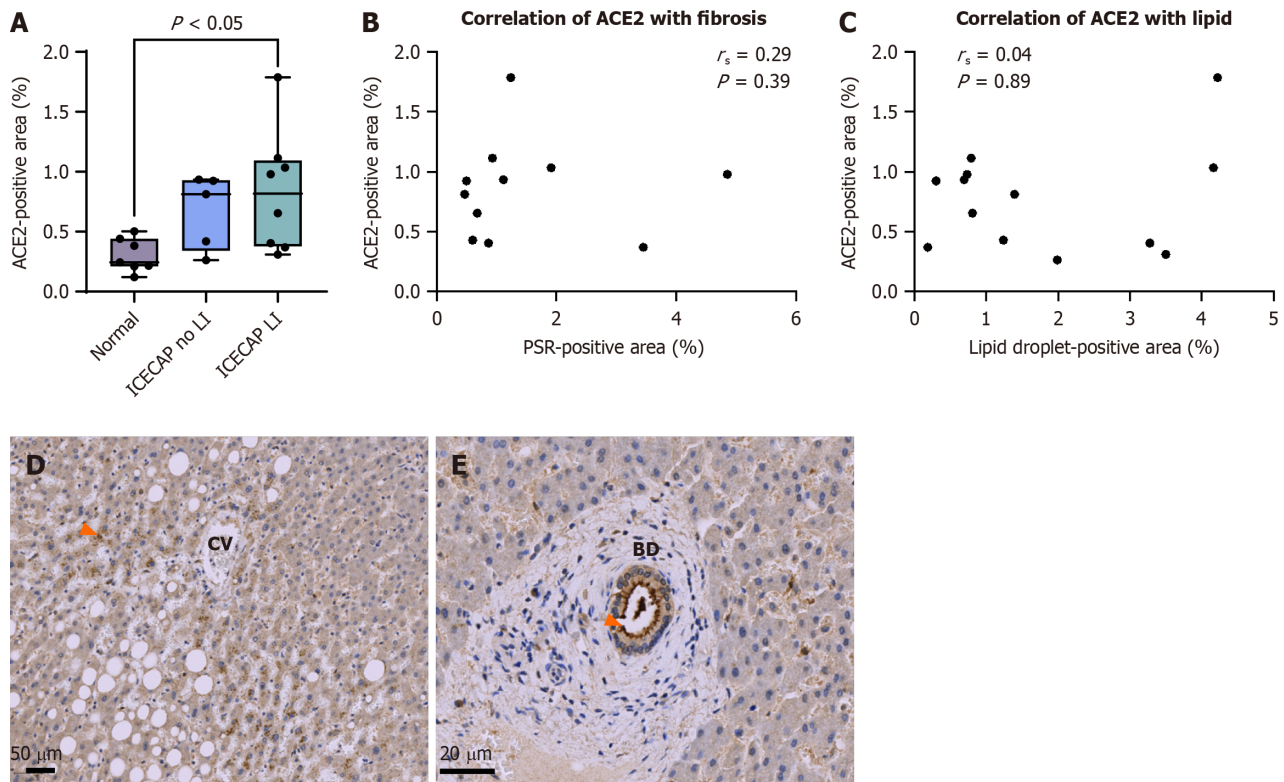 A
P < 0.05
ACE2-positive area (%)
2.0
1.5
1.0
0.5
0.0
Normal
ICECAP no LI
ICECAP LI
B
Correlation of ACE2 with fibrosis
rs = 0.29
P = 0.39
ACE2-positive area (%)
2.0
1.5
1.0
0.5
0.0
0 2 4 6
PSR-positive area (%)
C
Correlation of ACE2 with lipid
rs = 0.04
P = 0.89
ACE2-positive area (%)
2.0
1.5
1.0
0.5
0.0
0 1 2 3 4 5
Lipid droplet-positive area (%)
D
CV
50 μm
E
BD
20 μm